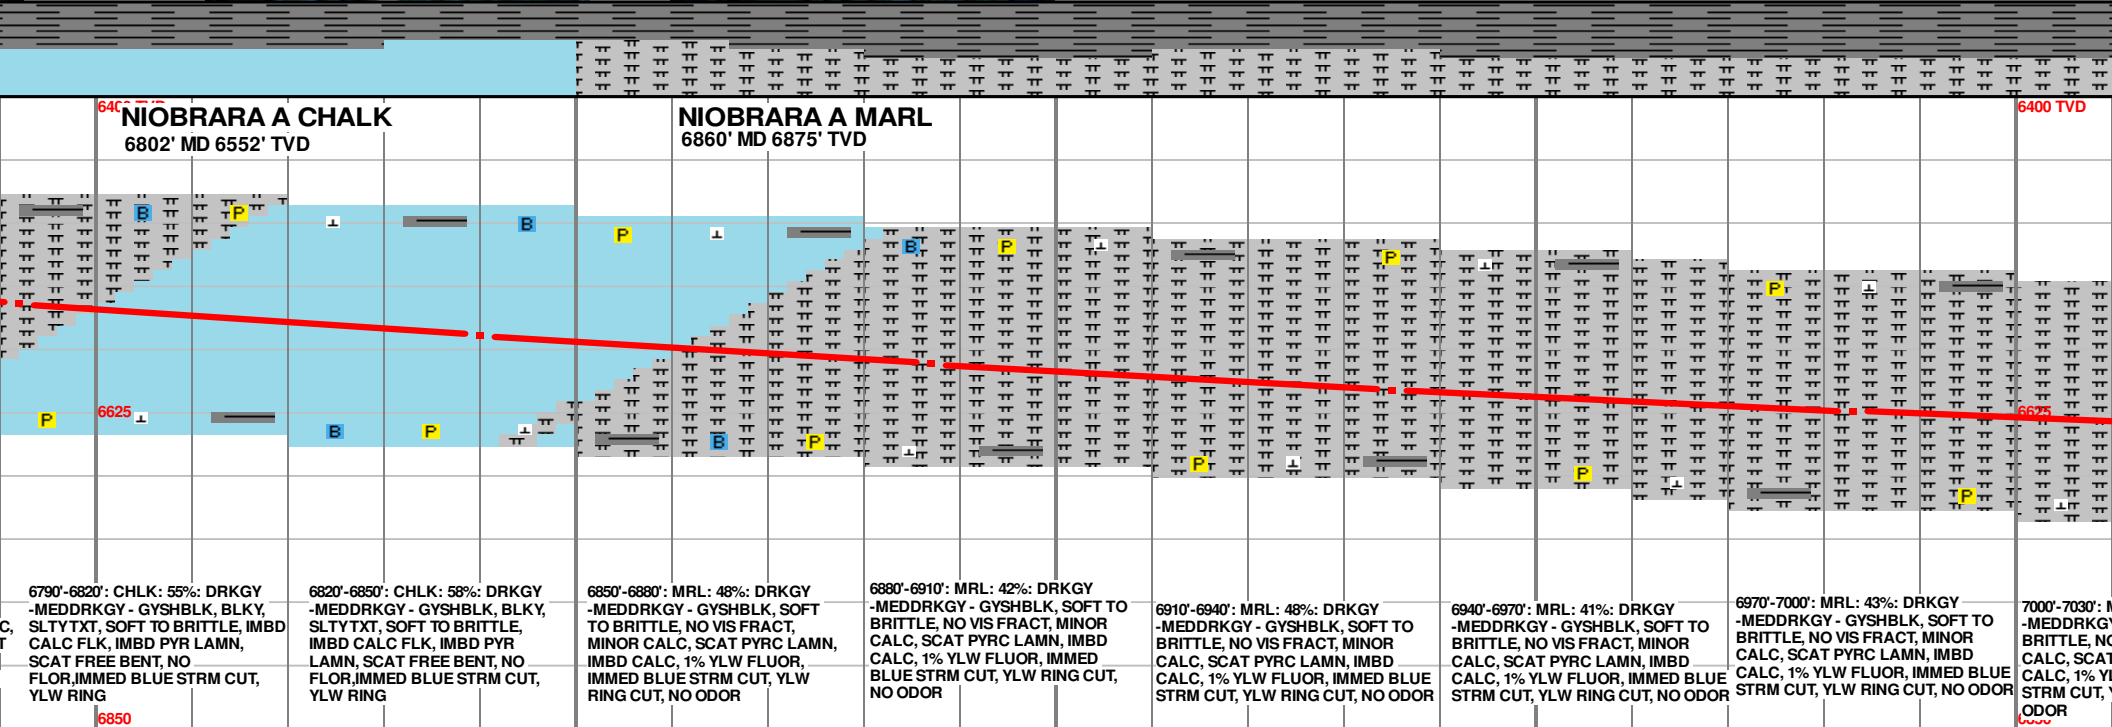 6400 TVD
NIOBRARA A CHALK
6802' MD 6552' TVD
NIOBRARA A MARL
6860' MD 6875' TVD
6400 TVD
B
P
B
P
B
P
P
P
P
6625
P
B
P
B
P
P
P
P
6625
6790'-6820': CHLK: 55%: DRKGY
-MEDDRKGY - GYSHBLK, BLKY,
SLTYTXT, SOFT TO BRITTLE, IMBD
CALC FLK, IMBD PYR LAMN,
SCAT FREE BENT, NO
FLOR,IMMED BLUE STRM CUT,
YLW RING
6820'-6850': CHLK: 58%: DRKGY
-MEDDRKGY - GYSHBLK, BLKY,
SLTYTXT, SOFT TO BRITTLE,
IMBD CALC FLK, IMBD PYR
LAMN, SCAT FREE BENT, NO
FLOR,IMMED BLUE STRM CUT,
YLW RING
6850'-6880': MRL: 48%: DRKGY
-MEDDRKGY - GYSHBLK, SOFT
TO BRITTLE, NO VIS FRACT,
MINOR CALC, SCAT PYRC LAMN,
IMBD CALC, 1% YLW FLUOR,
IMMED BLUE STRM CUT, YLW
RING CUT, NO ODOR
6880'-6910': MRL: 42%: DRKGY
-MEDDRKGY - GYSHBLK, SOFT TO
BRITTLE, NO VIS FRACT, MINOR
CALC, SCAT PYRC LAMN, IMBD
CALC, 1% YLW FLUOR, IMMED
BLUE STRM CUT, YLW RING CUT,
NO ODOR
6910'-6940': MRL: 48%: DRKGY
-MEDDRKGY - GYSHBLK, SOFT TO
BRITTLE, NO VIS FRACT, MINOR
CALC, SCAT PYRC LAMN, IMBD
CALC, 1% YLW FLUOR, IMMED BLUE
STRM CUT, YLW RING CUT, NO ODOR
6940'-6970': MRL: 41%: DRKGY
-MEDDRKGY - GYSHBLK, SOFT TO
BRITTLE, NO VIS FRACT, MINOR
CALC, SCAT PYRC LAMN, IMBD
CALC, 1% YLW FLUOR, IMMED BLUE
STRM CUT, YLW RING CUT, NO ODOR
6970'-7000': MRL: 43%: DRKGY
-MEDDRKGY - GYSHBLK, SOFT TO
BRITTLE, NO VIS FRACT, MINOR
CALC, SCAT PYRC LAMN, IMBD
CALC, 1% YLW FLUOR, IMMED BLUE
STRM CUT, YLW RING CUT, NO ODOR
7000'-7030':
-MEDDRKGY
BRITTLE,
CALC,
CALC, 1%
STRM CUT,
ODOR
6850